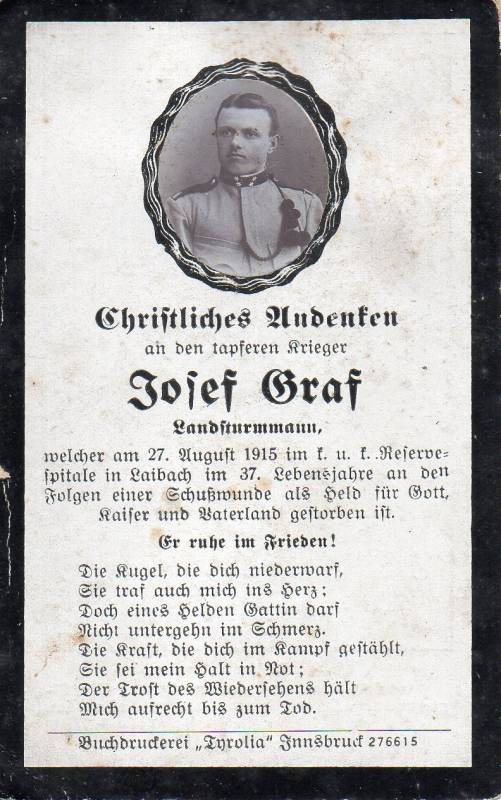 Christliches Andenken
an den tapferen Krieger
Josef Graf
Landsturmmann,
welcher am 27. August 1915 im k. u. k. Reserve-
spitale in Laibach im 37. Lebensjahre an den
Folgen einer Schußwunde als Held für Gott,
Kaiser und Vaterland gestorben ist.
Er ruhe im Frieden!
Die Kugel, die dich niederwarf,
Sie traf auch mich ins Herz;
Doch eines Helden Gattin darf
Nicht untergehn im Schmerz.
Die Kraft, die dich im Kampf gestählt,
Sie sei mein Halt in Not;
Der Trost des Wiedersehens hält
Mich aufrecht bis zum Tod.
Buchdruckerei „Tyrolia" Innsbruck 276615